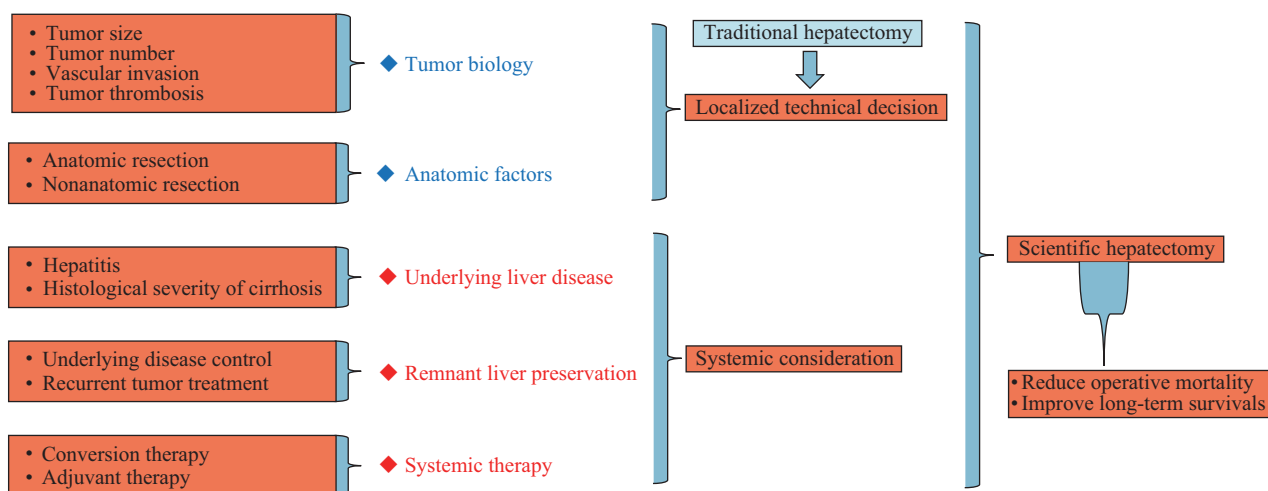 • Tumor size
• Tumor number
• Vascular invasion
• Tumor thrombosis
◆ Tumor biology
• Anatomic resection
• Nonanatomic resection
◆ Anatomic factors
• Hepatitis
• Histological severity of cirrhosis
◆ Underlying liver disease
• Underlying disease control
• Recurrent tumor treatment
◆ Remnant liver preservation
• Conversion therapy
• Adjuvant therapy
◆ Systemic therapy
Traditional hepatectomy
Localized technical decision
Systemic consideration
Scientific hepatectomy
• Reduce operative mortality
• Improve long-term survivals